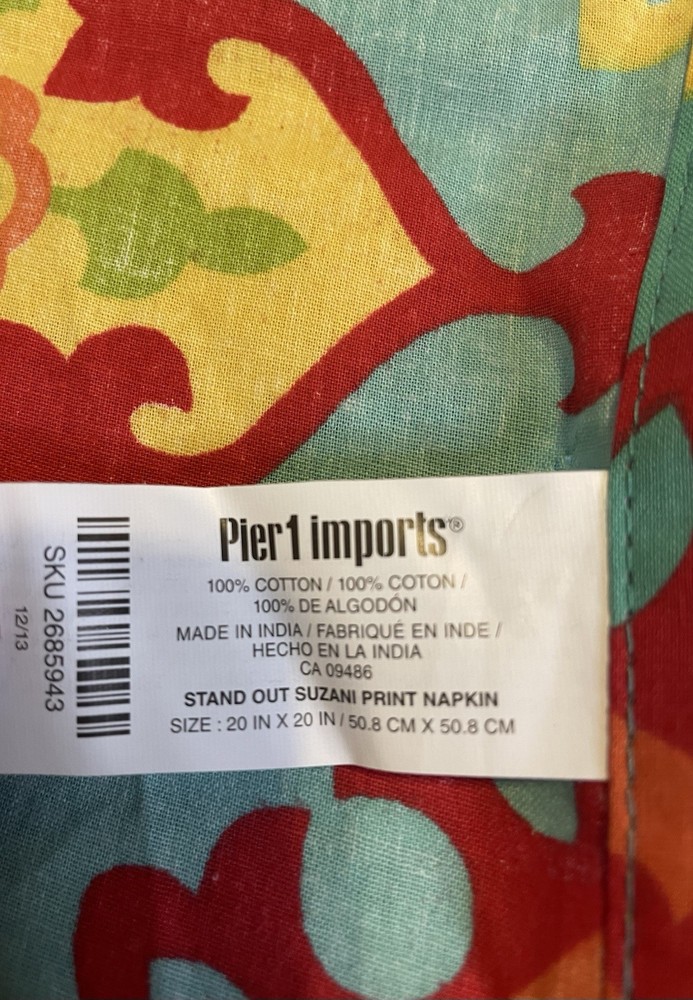 Pier1 imports®
100% COTTON / 100% COTON /
100% DE ALGODÓN
MADE IN INDIA / FABRIQUÉ EN INDE /
HECHO EN LA INDIA
CA 09486
STAND OUT SUZANI PRINT NAPKIN
SIZE : 20 IN X 20 IN / 50.8 CM X 50.8 CM
SKU 2685943
12/13